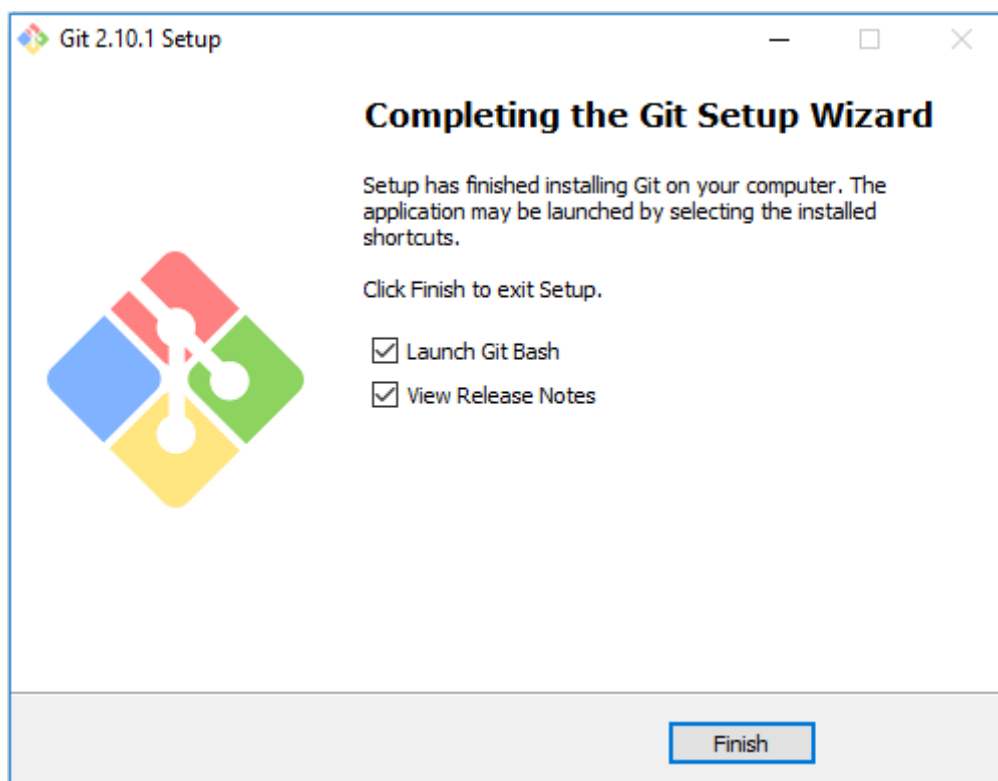 Git 2.10.1 Setup
Completing the Git Setup Wizard
Setup has finished installing Git on your computer. The
application may be launched by selecting the installed
shortcuts.
Click Finish to exit Setup.
Launch Git Bash
View Release Notes
Finish